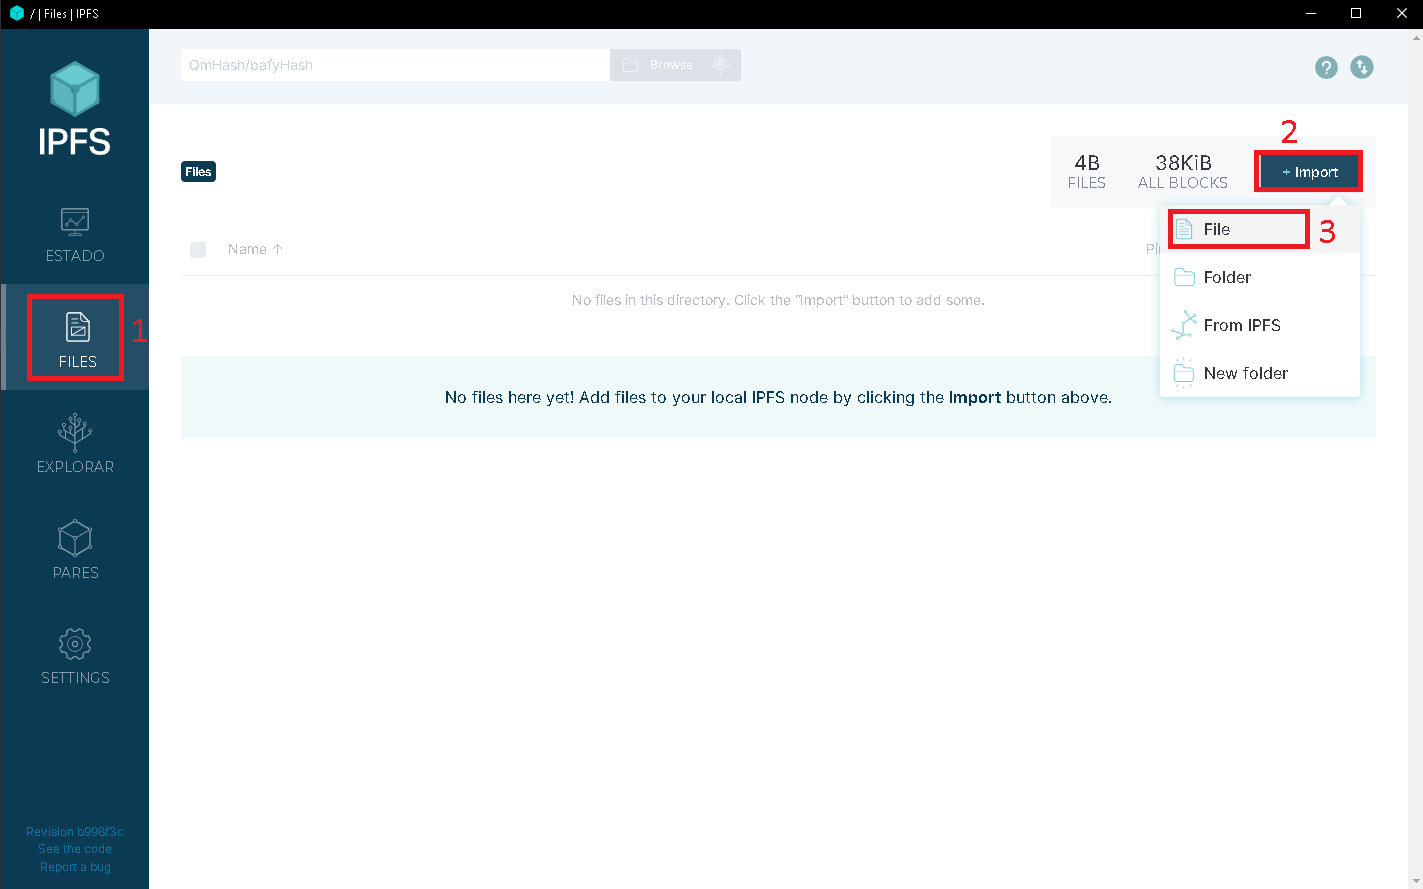 / | Files | IPFS
QmHash/bafyHash
Browse
?
IPFS
2
4B
FILES
38KiB
ALL BLOCKS
+ Import
Files
File
3
Name ↑
Folder
No files in this directory. Click the “Import” button to add some.
From IPFS
New folder
No files here yet! Add files to your local IPFS node by clicking the Import button above.
ESTADO
1
FILES
EXPLORAR
PARES
SETTINGS
Revision b998f3c
See the code
Report a bug